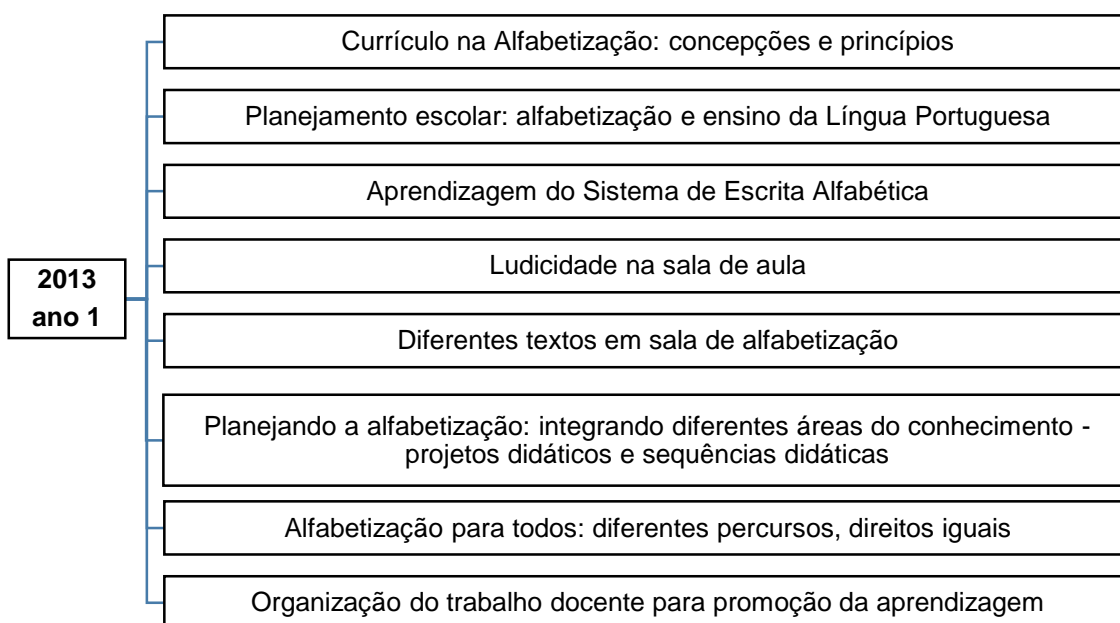 Currículo na Alfabetização: concepções e princípios
Planejamento escolar: alfabetização e ensino da Língua Portuguesa
Aprendizagem do Sistema de Escrita Alfabética
Ludicidade na sala de aula
2013
ano 1
Diferentes textos em sala de alfabetização
Planejando a alfabetização: integrando diferentes áreas do conhecimento -
projetos didáticos e sequências didáticas
Alfabetização para todos: diferentes percursos, direitos iguais
Organização do trabalho docente para promoção da aprendizagem